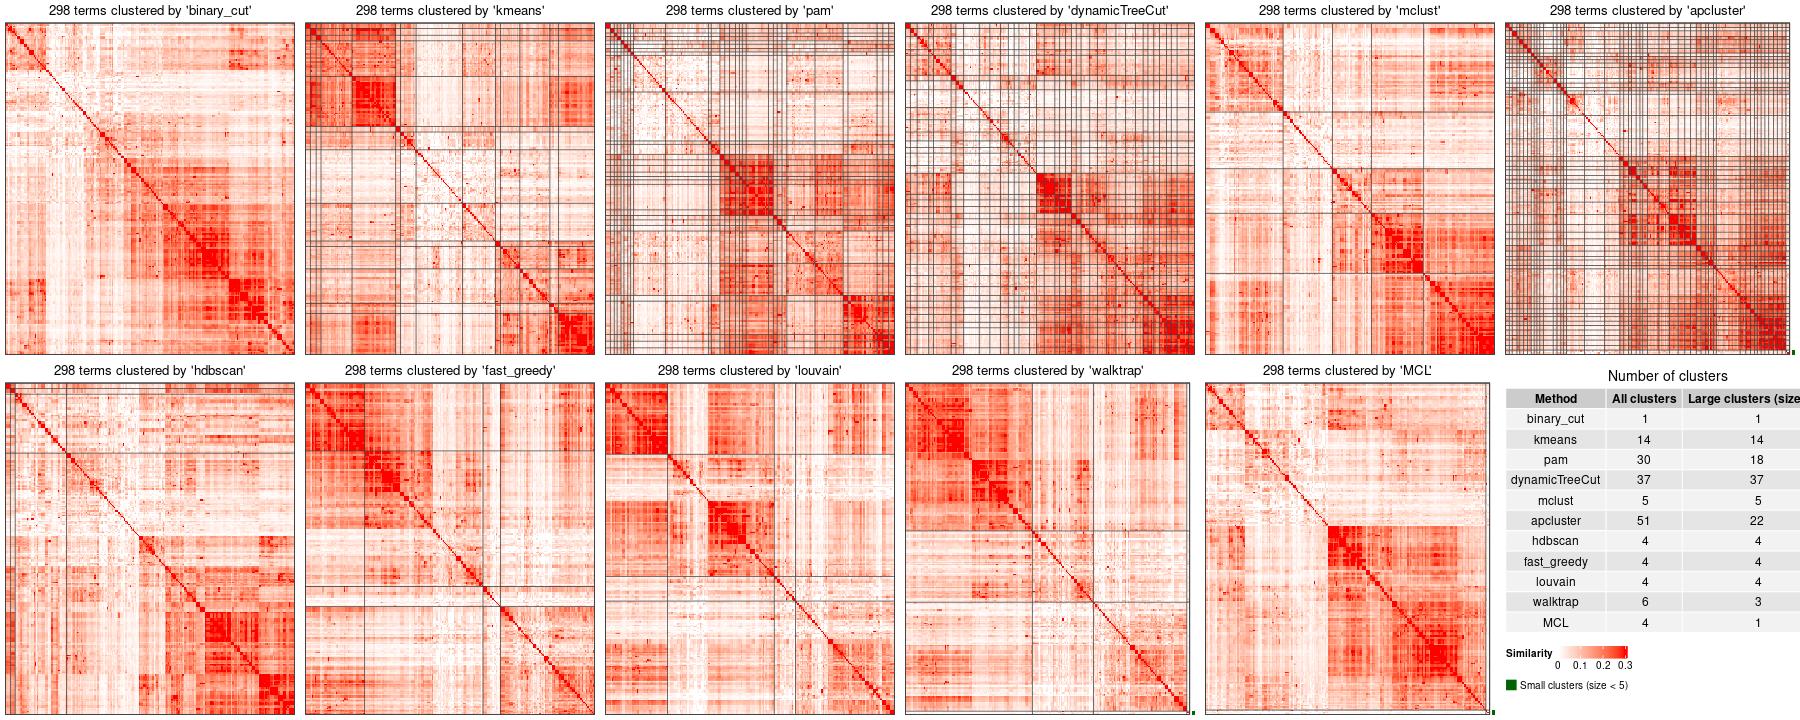 298 terms clustered by 'binary_cut'
298 terms clustered by 'kmeans'
298 terms clustered by 'pam'
298 terms clustered by 'dynamicTreeCut'
298 terms clustered by 'mclust'
298 terms clustered by 'apcluster'
298 terms clustered by 'hdbscan'
298 terms clustered by 'fast_greedy'
298 terms clustered by 'louvain'
298 terms clustered by 'walktrap'
298 terms clustered by 'MCL'
Number of clusters
Method All clusters Large clusters (size
binary_cut 1 1
kmeans 14 14
pam 30 18
dynamicTreeCut 37 37
mclust 5 5
apcluster 51 22
hdbscan 4 4
fast_greedy 4 4
louvain 4 4
walktrap 6 3
MCL 4 1
Similarity
0 0.1 0.2 0.3
Small clusters (size < 5)